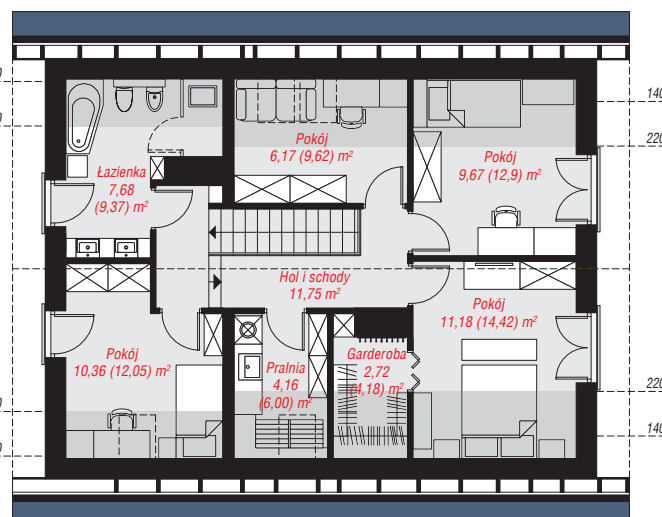 140
220
Pokój
6,17 (9,62) m²
Pokój
9,67 (12,9) m²
Łazienka
7,68
(9,37) m²
Hol i schody
11,75 m²
Pokój
11,18 (14,42) m²
Pokój
10,36 (12,05) m²
Pralnia
4,16
(6,00) m²
Garderoba
2,72
(4,18) m²
220
140